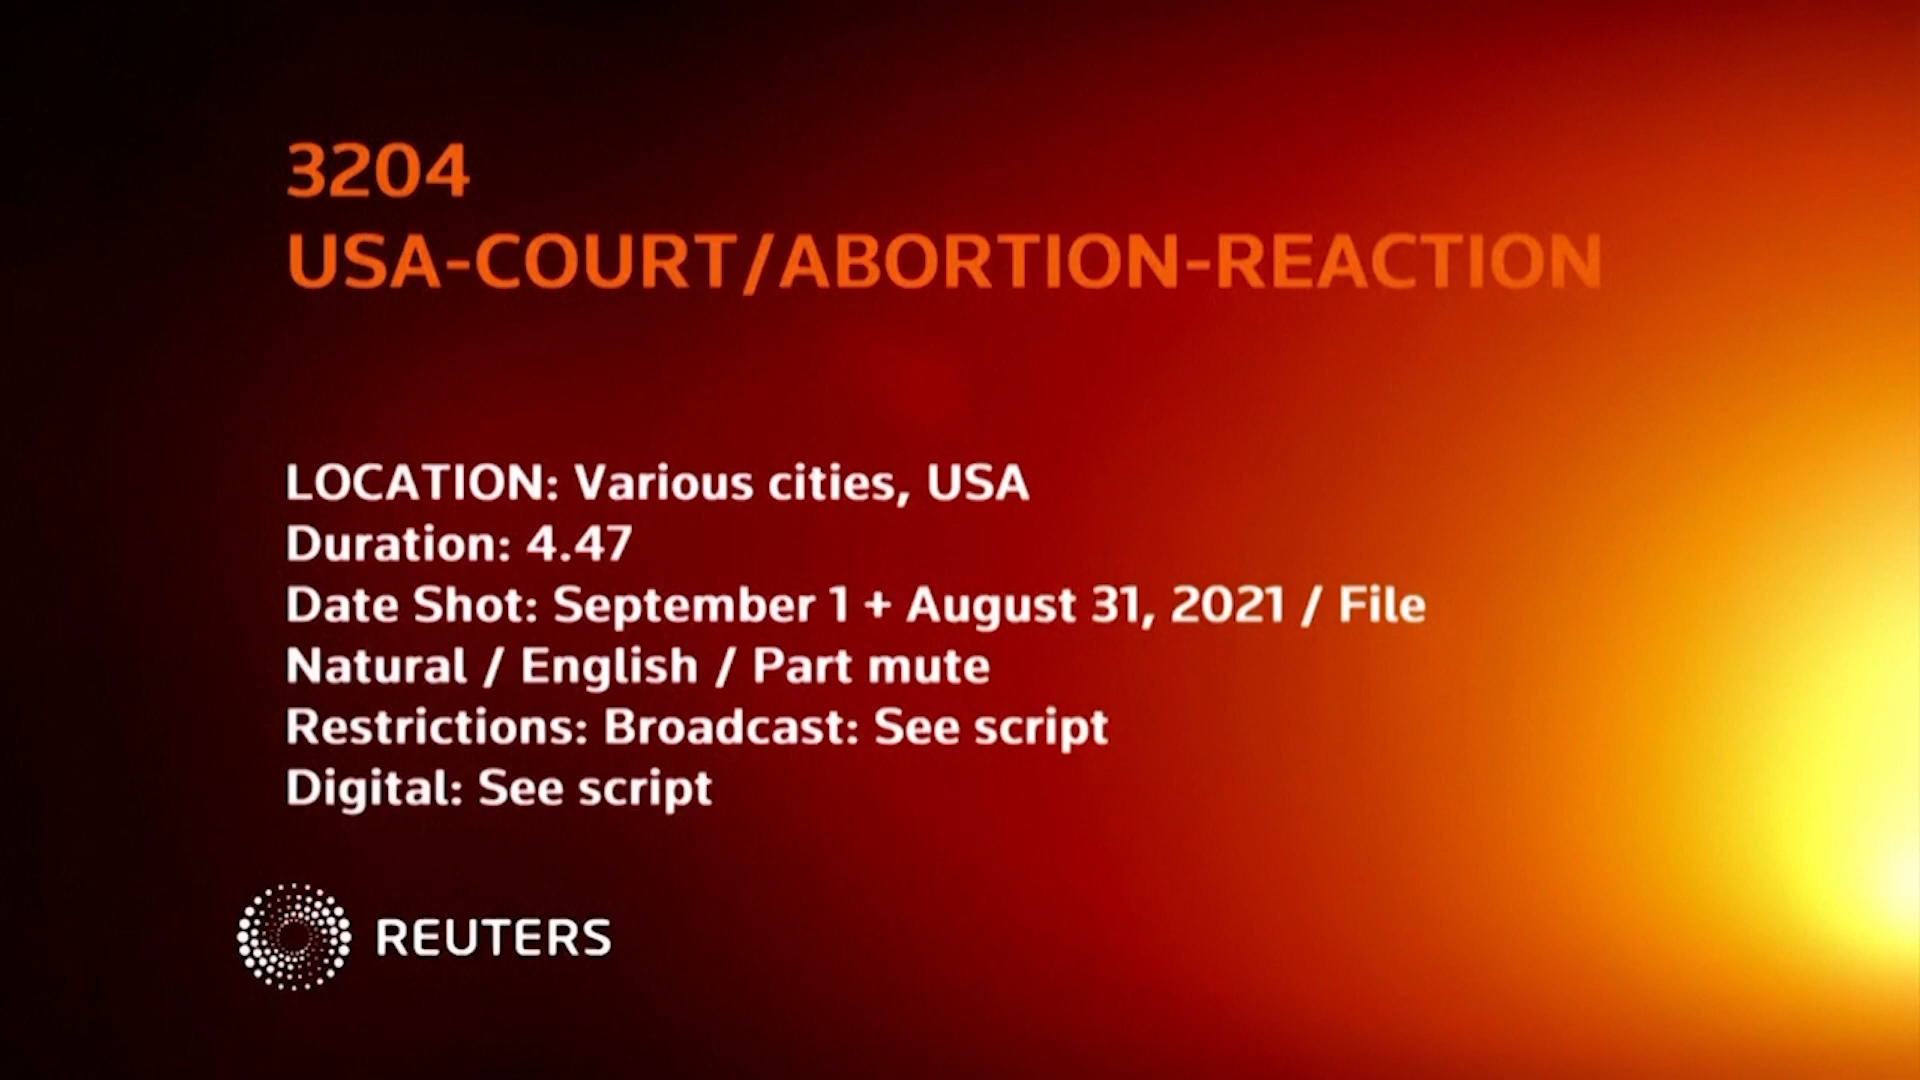 3204
USA-COURT/ABORTION-REACTION
LOCATION: Various cities, USA
Duration: 4.47
Date Shot: September 1 + August 31, 2021 / File
Natural / English / Part mute
Restrictions: Broadcast: See script
Digital: See script
REUTERS